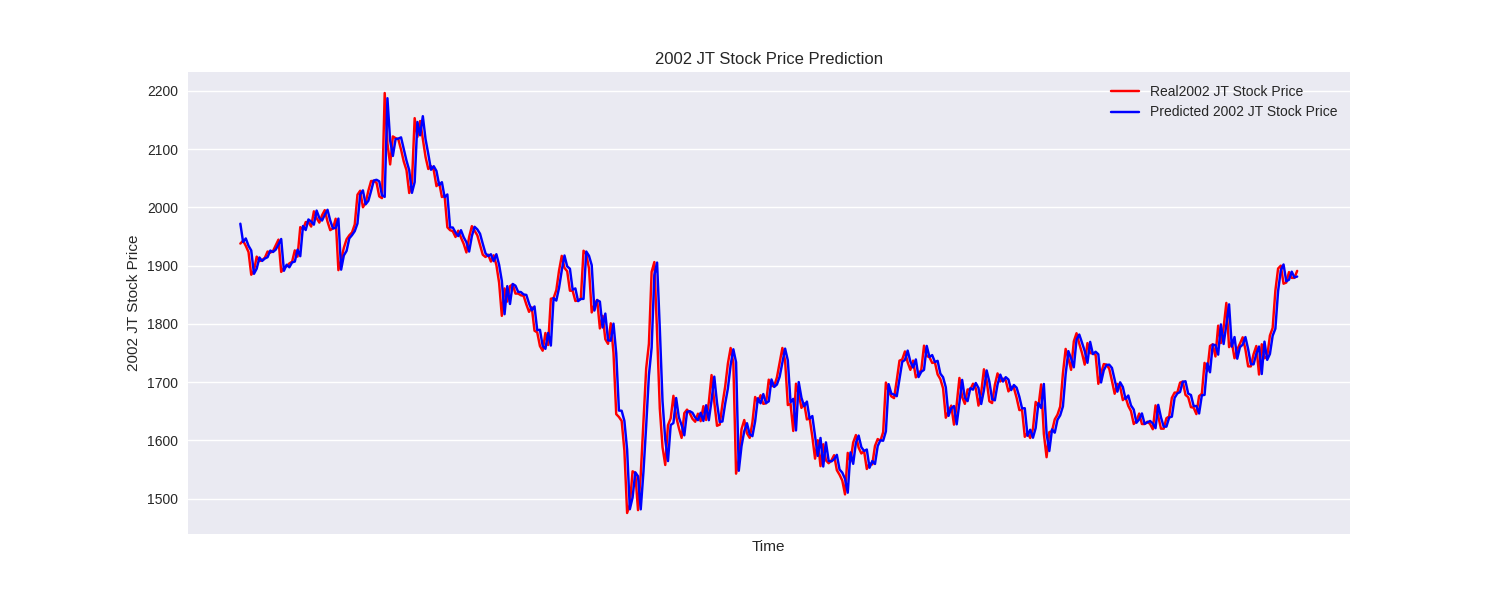 2002 JT Stock Price Prediction
Real2002 JT Stock Price
Predicted 2002 JT Stock Price
2002 JT Stock Price
2200
2100
2000
1900
1800
1700
1600
1500
Time